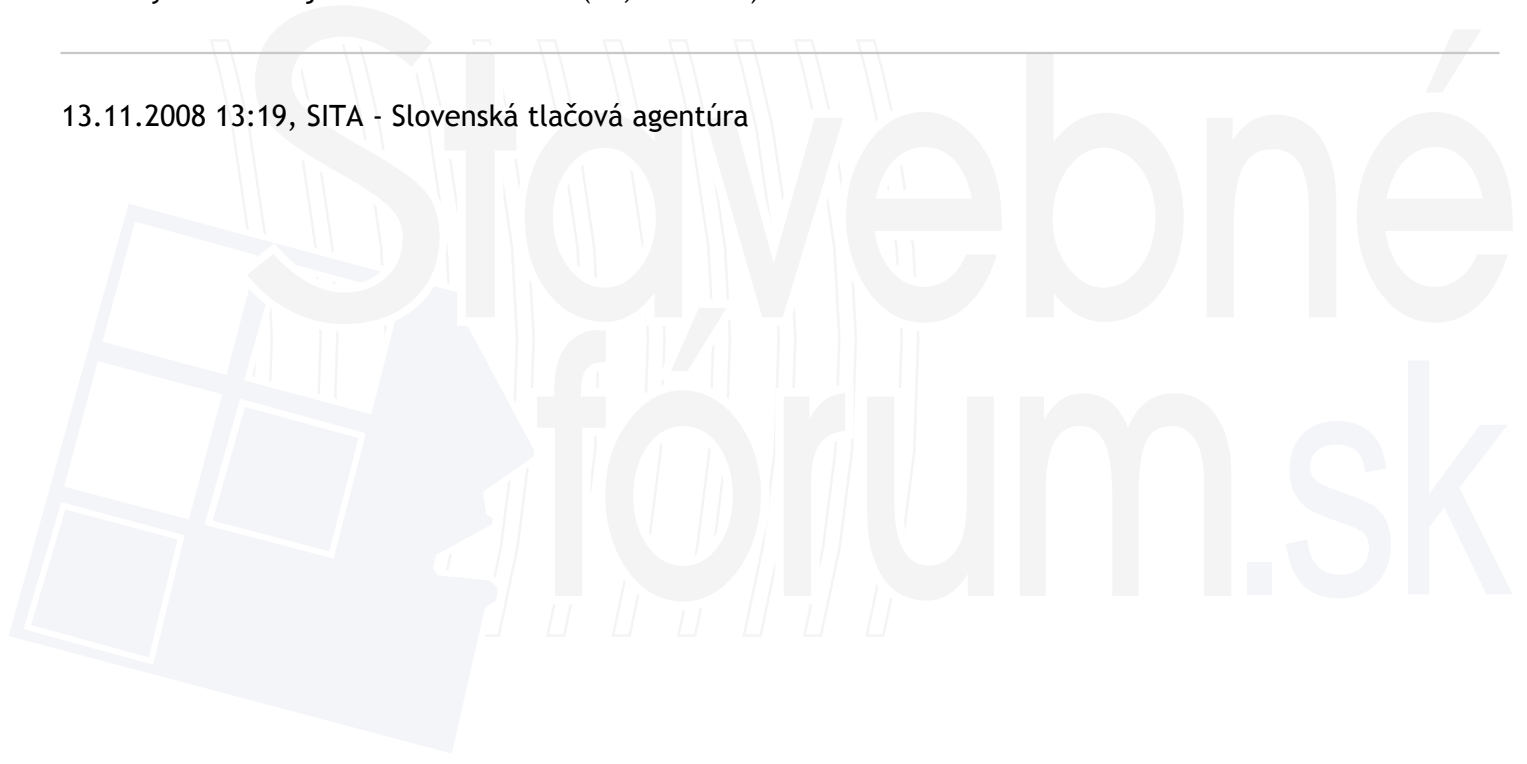 13.11.2008 13:19, SITA - Slovenská tlačová agentúra
Stavebné
fórum.sk